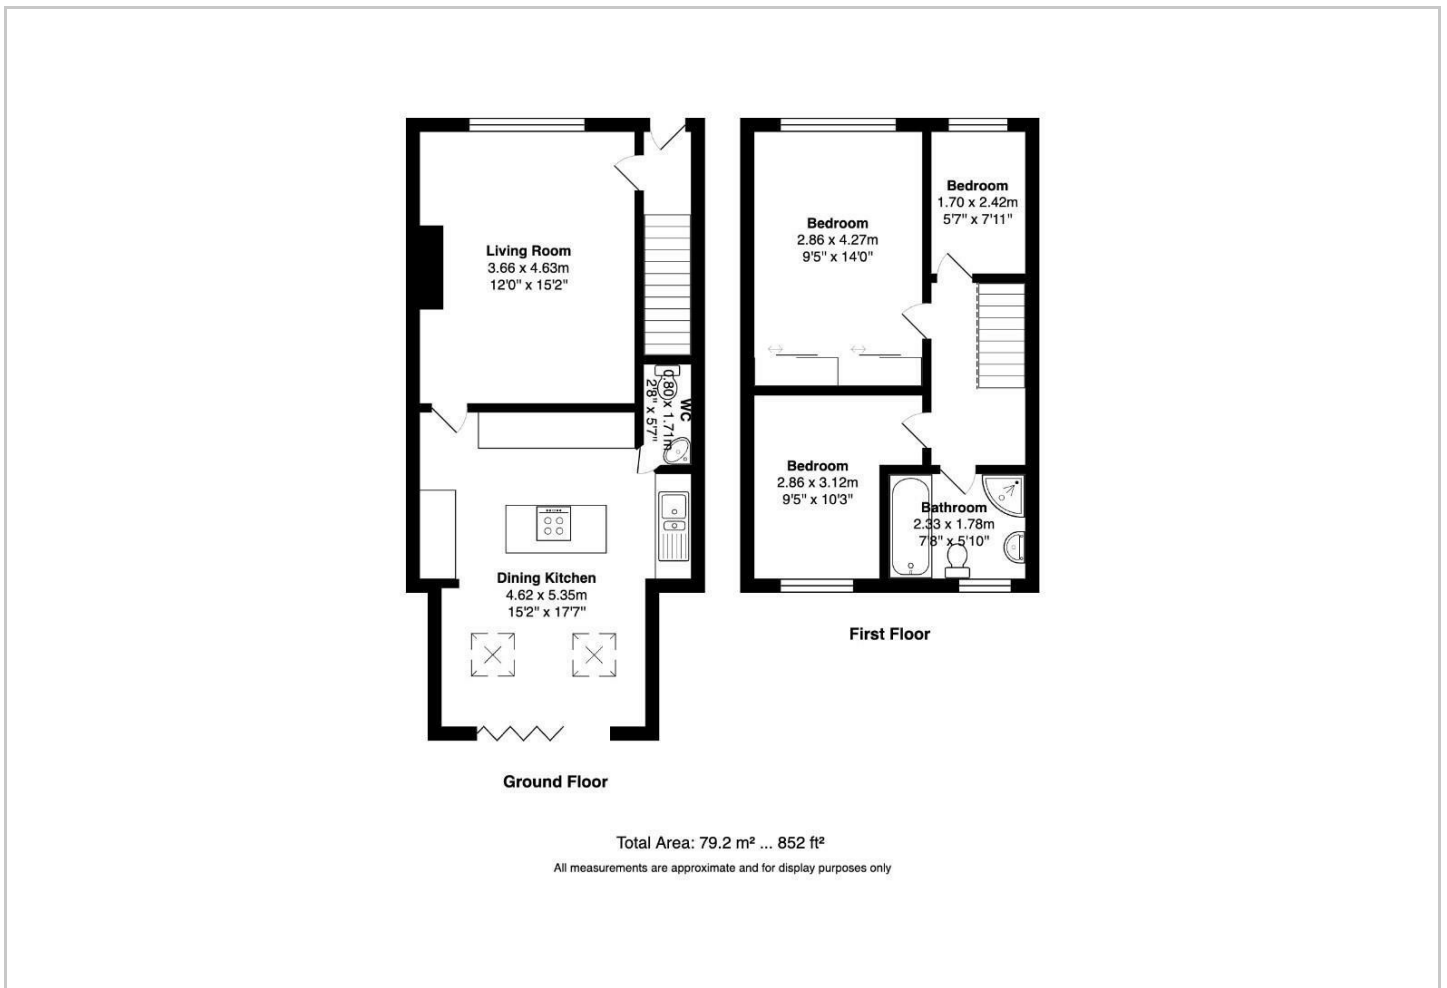 Living Room
3.66 x 4.63m
12'0" x 15'2"
WC
0.80 x 1.71m
2'8" x 5'7"
Dining Kitchen
4.62 x 5.35m
15'2" x 17'7"
Ground Floor
Bedroom
2.86 x 4.27m
9'5" x 14'0"
Bedroom
1.70 x 2.42m
5'7" x 7'11"
Bedroom
2.86 x 3.12m
9'5" x 10'3"
Bathroom
2.33 x 1.78m
7'8" x 5'10"
First Floor
Total Area: 79.2 m² ... 852 ft²
All measurements are approximate and for display purposes only